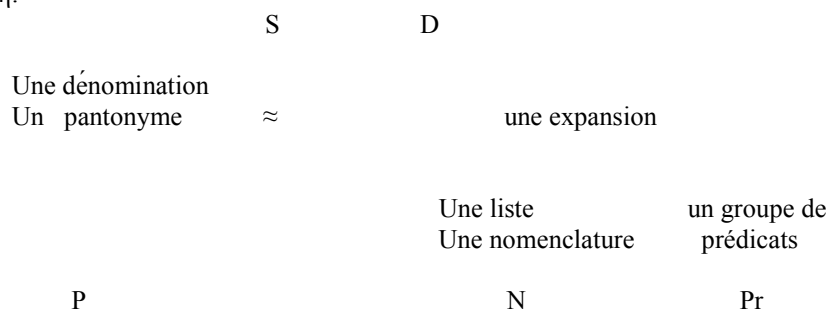 S D
Une dénomination
Un pantonyme ≈ une expansion
Une liste un groupe de
Une nomenclature prédicats
P N Pr